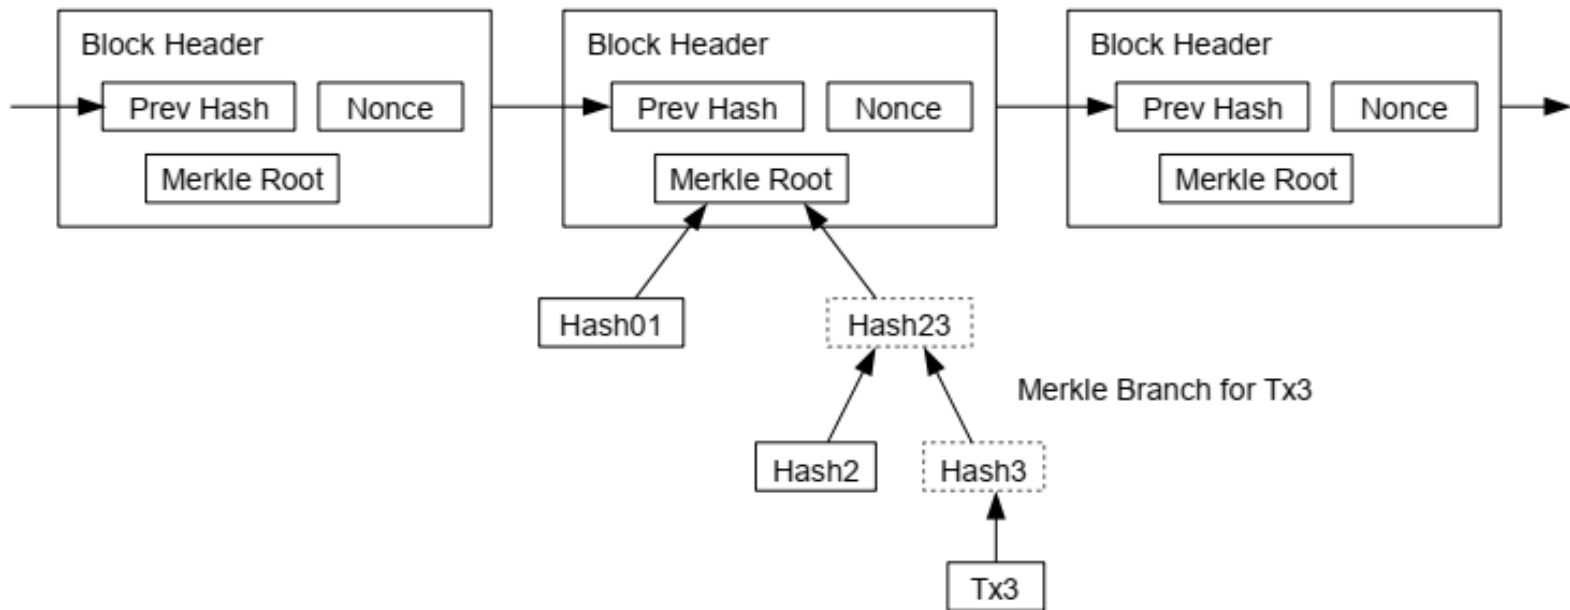 Block Header
Block Header
Block Header
Prev Hash
Nonce
Prev Hash
Nonce
Prev Hash
Nonce
Merkle Root
Merkle Root
Merkle Root
Hash01
Hash23
Merkle Branch for Tx3
Hash2
Hash3
Tx3